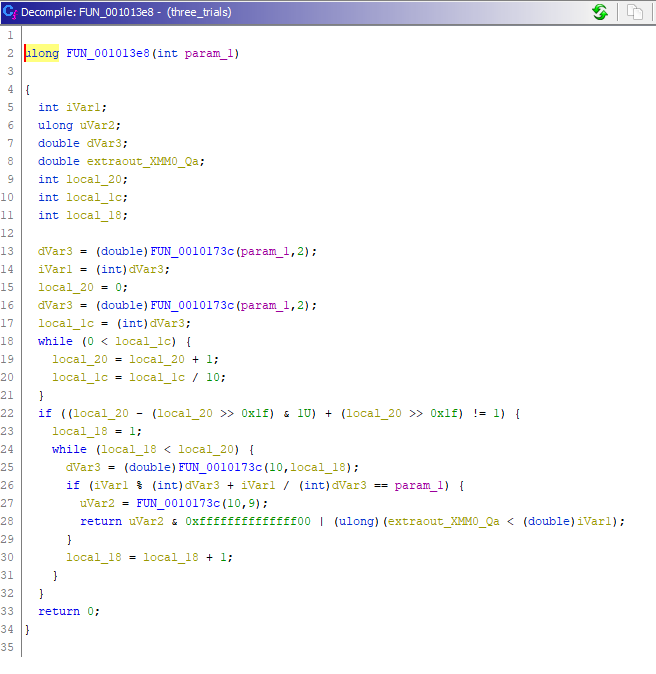 Decompile: FUN_001013e8 - (three_trials)
1
2 ulong FUN_001013e8(int param_1)
3
4 {
5 int iVar1;
6 ulong uVar2;
7 double dVar3;
8 double extraout_XMM0_Qa;
9 int local_20;
10 int local_1c;
11 int local_18;
12
13 dVar3 = (double)FUN_0010173c(param_1,2);
14 iVar1 = (int)dVar3;
15 local_20 = 0;
16 dVar3 = (double)FUN_0010173c(param_1,2);
17 local_1c = (int)dVar3;
18 while (0 < local_1c) {
19 local_20 = local_20 + 1;
20 local_1c = local_1c / 10;
21 }
22 if ((local_20 - (local_20 >> 0x1f) & 1U) + (local_20 >> 0x1f) != 1) {
23 local_18 = 1;
24 while (local_18 < local_20) {
25 dVar3 = (double)FUN_0010173c(10,local_18);
26 if (iVar1 % (int)dVar3 + iVar1 / (int)dVar3 == param_1) {
27 uVar2 = FUN_0010173c(10,9);
28 return uVar2 & 0xffffffffffffff00 | (ulong)(extraout_XMM0_Qa < (double)iVar1);
29 }
30 local_18 = local_18 + 1;
31 }
32 }
33 return 0;
34 }
35